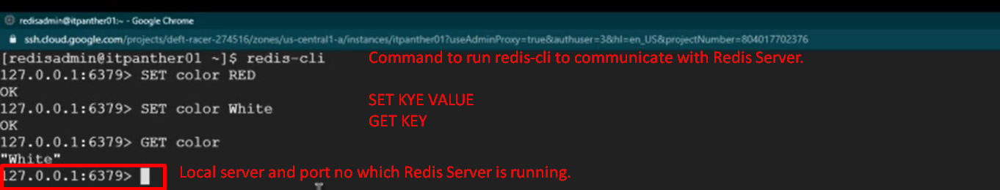 redisadmin@itpanther01:~ - Google Chrome
ssh.cloud.google.com/projects/deft-racer-274516/zones/us-central1-a/instances/itpanther01?useAdminProxy=true&authuser=3&hl=en_US&projectNumber=804017702376
[redisadmin@itpanther01 ~]$ redis-cli Command to run redis-cli to communicate with Redis Server.
127.0.0.1:6379> SET color RED
OK
SET KYE VALUE
127.0.0.1:6379> SET color White
GET KEY
OK
127.0.0.1:6379> GET color
"White"
127.0.0.1:6379> Local server and port no which Redis Server is running.